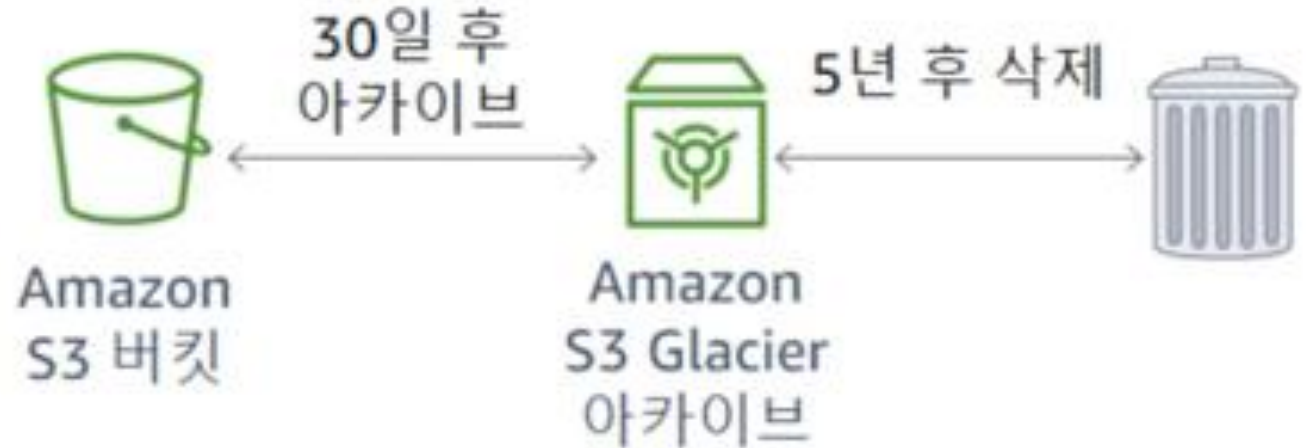 30일 후
아카이브
5년 후 삭제
Amazon
S3 버킷
Amazon
S3 Glacier
아카이브